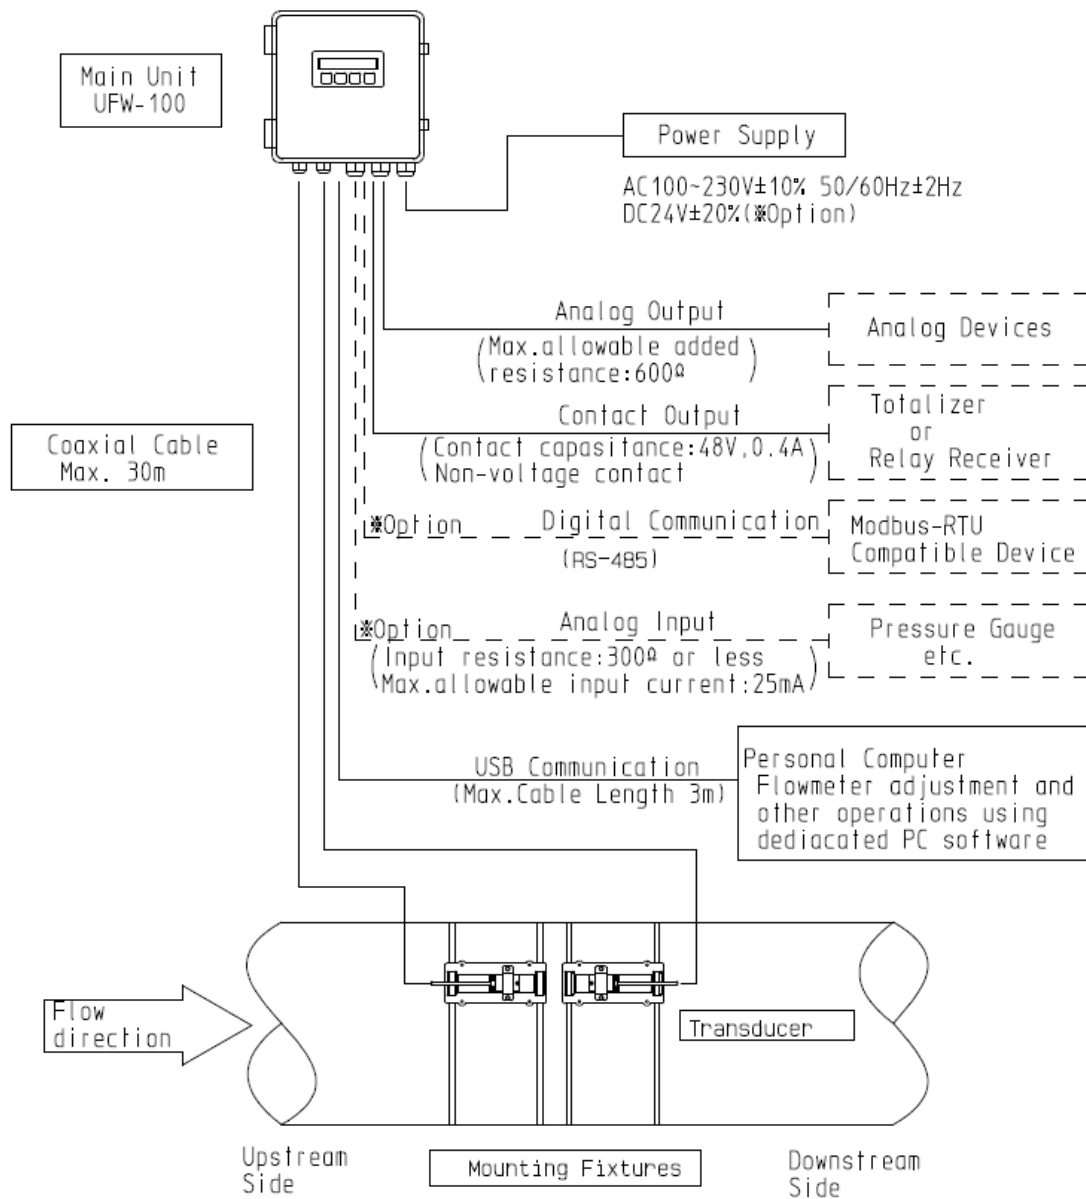 Main Unit
UFW-100
Power Supply
AC100~230V±10% 50/60Hz±2Hz
DC24V±20%(※Option)
Analog Output
(Max.allowable added
resistance:600Ω)
Analog Devices
Contact Output
(Contact capasitance:48V,0.4A
Non-voltage contact)
Totalizer
or
Relay Receiver
Coaxial Cable
Max. 30m
※Option
Digital Communication
(RS-485)
Modbus-RTU
Compatible Device
※Option
Analog Input
(Input resistance:300Ω or less
Max.allowable input current:25mA)
Pressure Gauge
etc.
USB Communication
(Max.Cable Length 3m)
Personal Computer
Flowmeter adjustment and
other operations using
dediacated PC software
Flow
direction
Transducer
Upstream
Side
Mounting Fixtures
Downstream
Side